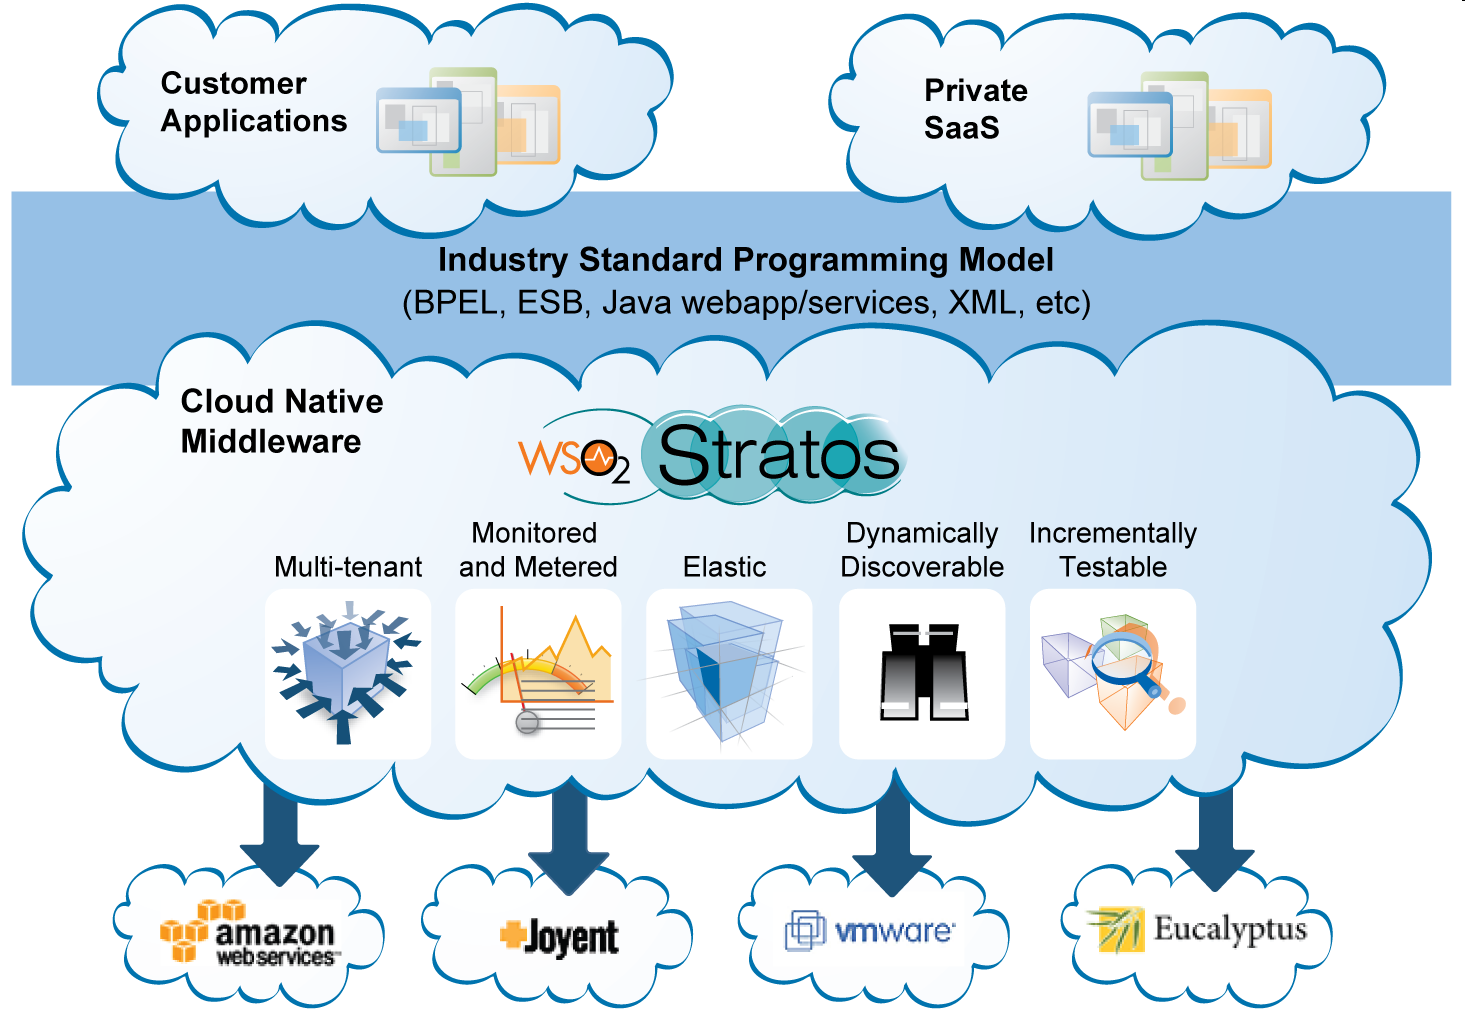 Customer
Applications
Private
SaaS
Industry Standard Programming Model
(BPEL, ESB, Java webapp/services, XML, etc)
Cloud Native
Middleware
WSO2 Stratos
Multi-tenant
Monitored
and Metered
Elastic
Dynamically
Discoverable
Incrementally
Testable
amazon
webservices™
Joyent
vmware
Eucalyptus